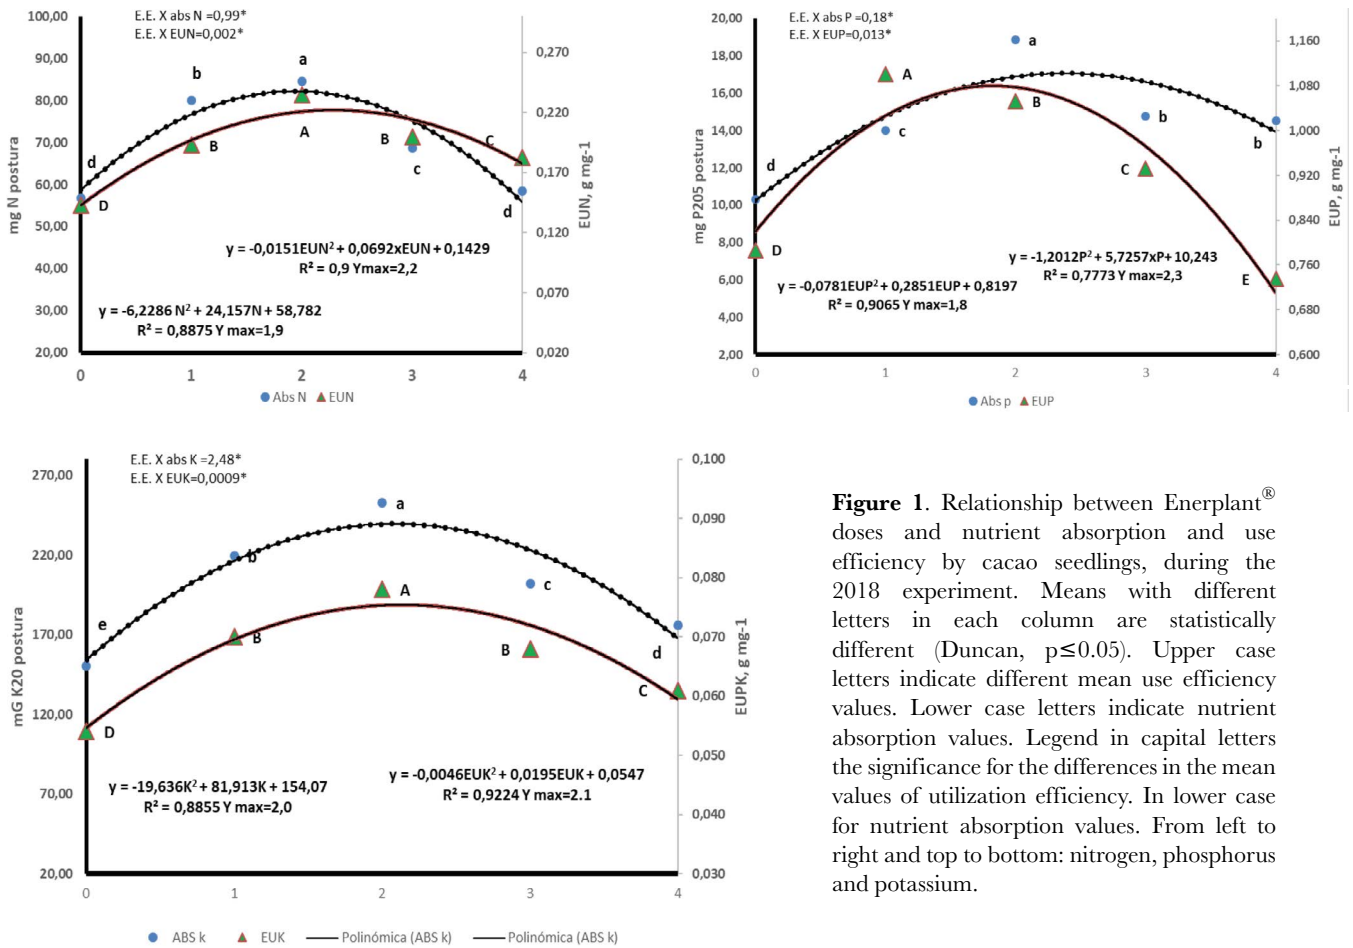 E.E. X abs N =0,99*
E.E. X EUN=0,002*
mg N postura
100,00
90,00
80,00
70,00
60,00
50,00
40,00
30,00
20,00
0,270
0,220
0,170
0,120
0,070
0,020
EUN, g mg-1
d
b
a
c
d
D
B
A
B
C
y = -0,0151EUN² + 0,0692xEUN + 0,1429
R² = 0,9 Ymax=2,2
y = -6,2286 N² + 24,157N + 58,782
R² = 0,8875 Y max=1,9
0 1 2 3 4
Abs N EUN
E.E. X abs P =0,18*
E.E. X EUP=0,013*
mg P205 postura
20,00
18,00
16,00
14,00
12,00
10,00
8,00
6,00
4,00
2,00
1,160
1,080
1,000
0,920
0,840
0,760
0,680
0,600
EUP, g mg-1
d
c
a
b
b
D
A
B
C
E
y = -1,2012P² + 5,7257xP+ 10,243
R² = 0,7773 Y max=2,3
y = -0,0781EUP² + 0,2851EUP + 0,8197
R² = 0,9065 Y max=1,8
0 1 2 3 4
Abs p EUP
E.E. X abs K =2,48*
E.E. X EUK=0,0009*
mG K20 postura
270,00
220,00
170,00
120,00
70,00
20,00
0,100
0,090
0,080
0,070
0,060
0,050
0,040
0,030
EUPK, g mg-1
e
b
a
c
d
D
B
A
B
C
y = -19,636K² + 81,913K + 154,07
R² = 0,8855 Y max=2,0
y = -0,0046EUK² + 0,0195EUK + 0,0547
R² = 0,9224 Y max=2.1
0 1 2 3 4
ABS k EUK Polinómica (ABS k) Polinómica (ABS k)
Figure 1. Relationship between Enerplant®
doses and nutrient absorption and use
efficiency by cacao seedlings, during the
2018 experiment. Means with different
letters in each column are statistically
different (Duncan, p≤0.05). Upper case
letters indicate different mean use efficiency
values. Lower case letters indicate nutrient
absorption values. Legend in capital letters
the significance for the differences in the mean
values of utilization efficiency. In lower case
for nutrient absorption values. From left to
right and top to bottom: nitrogen, phosphorus
and potassium.